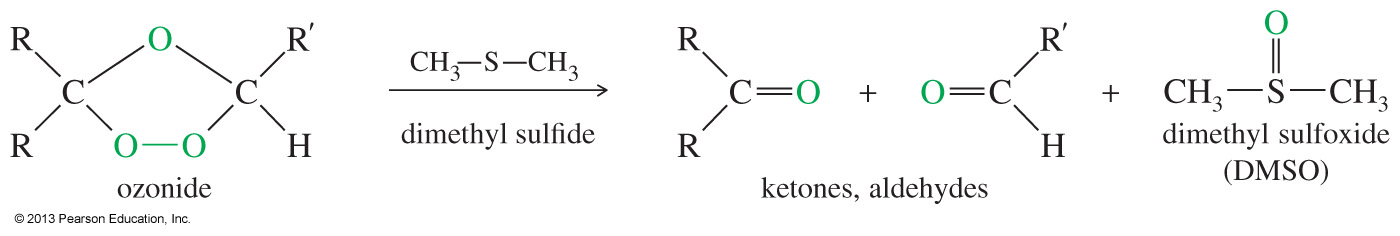 R O R′
C C
R O—O H
ozonide
CH₃—S—CH₃
dimethyl sulfide
R
C=O
R
+
R′
O=C
H
ketones, aldehydes
+
O
CH₃—S—CH₃
dimethyl sulfoxide
(DMSO)
© 2013 Pearson Education, Inc.